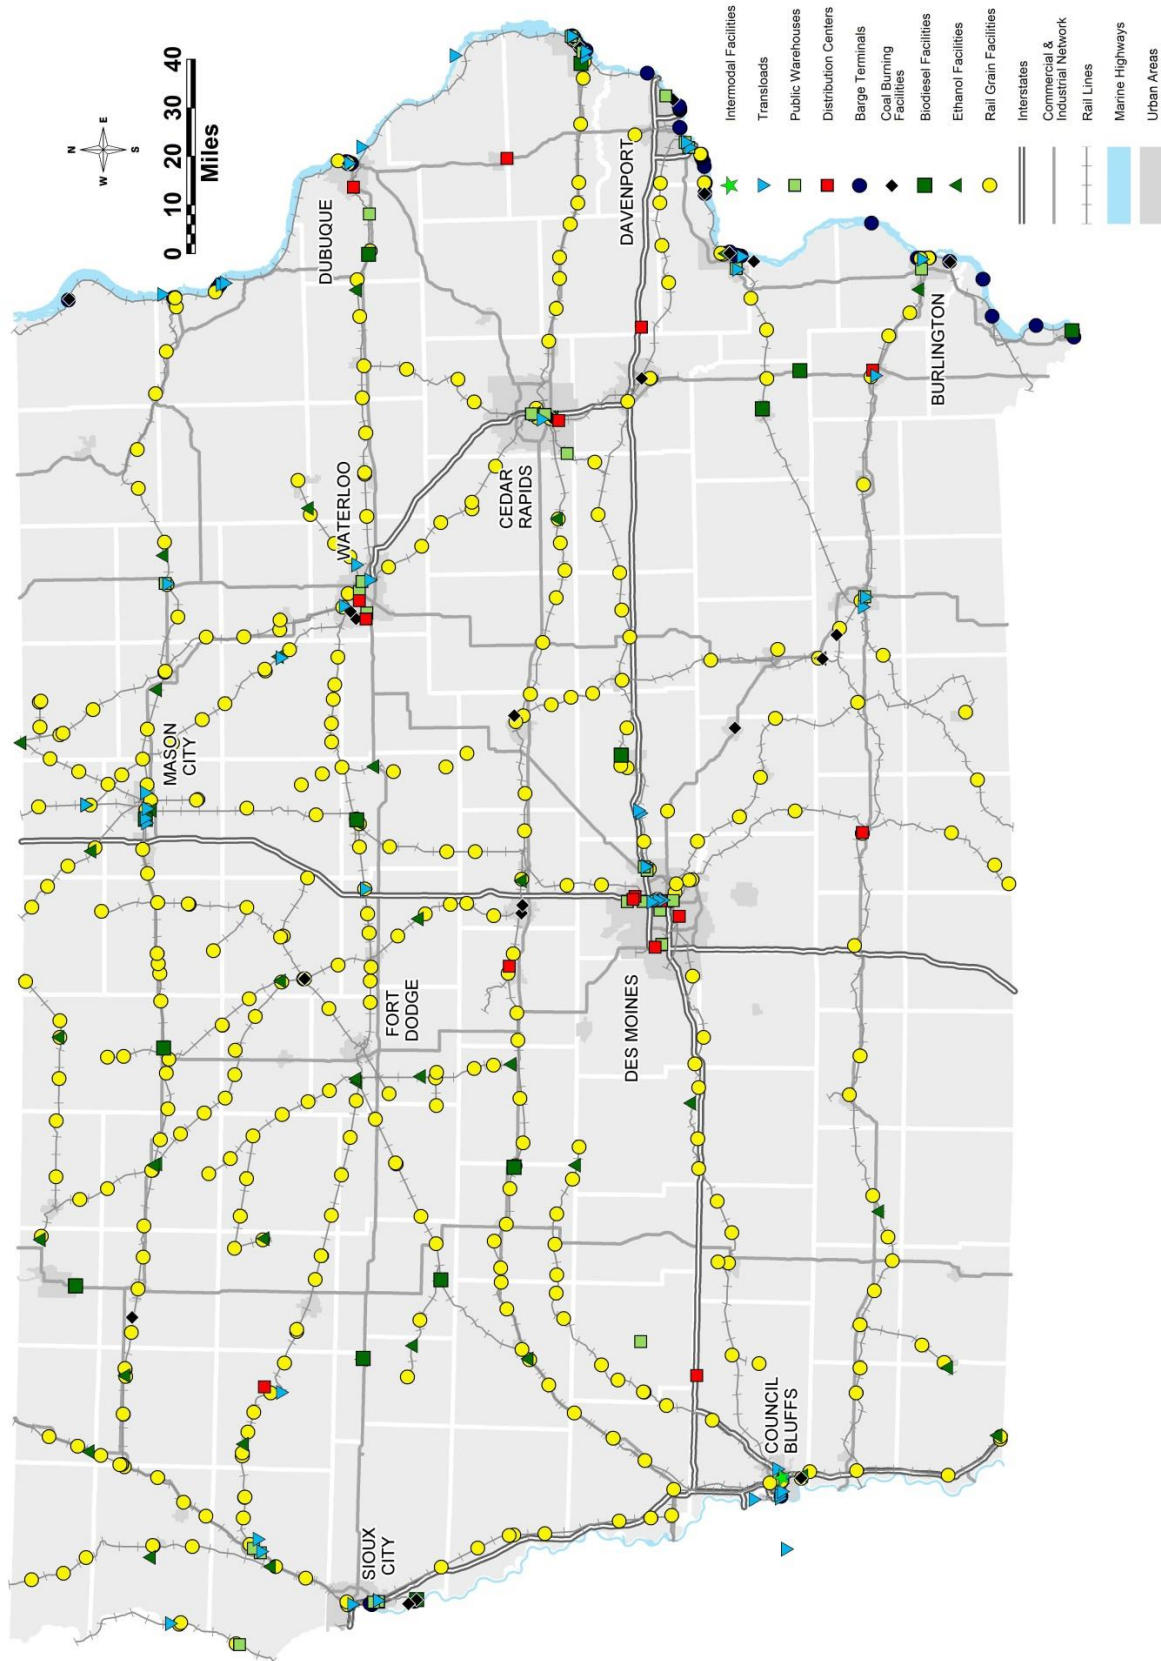 N
W
E
S
0 10 20 30 40
Miles
MASON
CITY
DUBUQUE
WATERLOO
FORT
DODGE
SIOUX
CITY
CEDAR
RAPIDS
DAVENPORT
DES MOINES
COUNCIL
BLUFFS
BURLINGTON
Intermodal Facilities
Transloads
Public Warehouses
Distribution Centers
Barge Terminals
Coal Burning
Facilities
Biodiesel Facilities
Ethanol Facilities
Rail Grain Facilities
Interstates
Commercial &
Industrial Network
Rail Lines
Marine Highways
Urban Areas